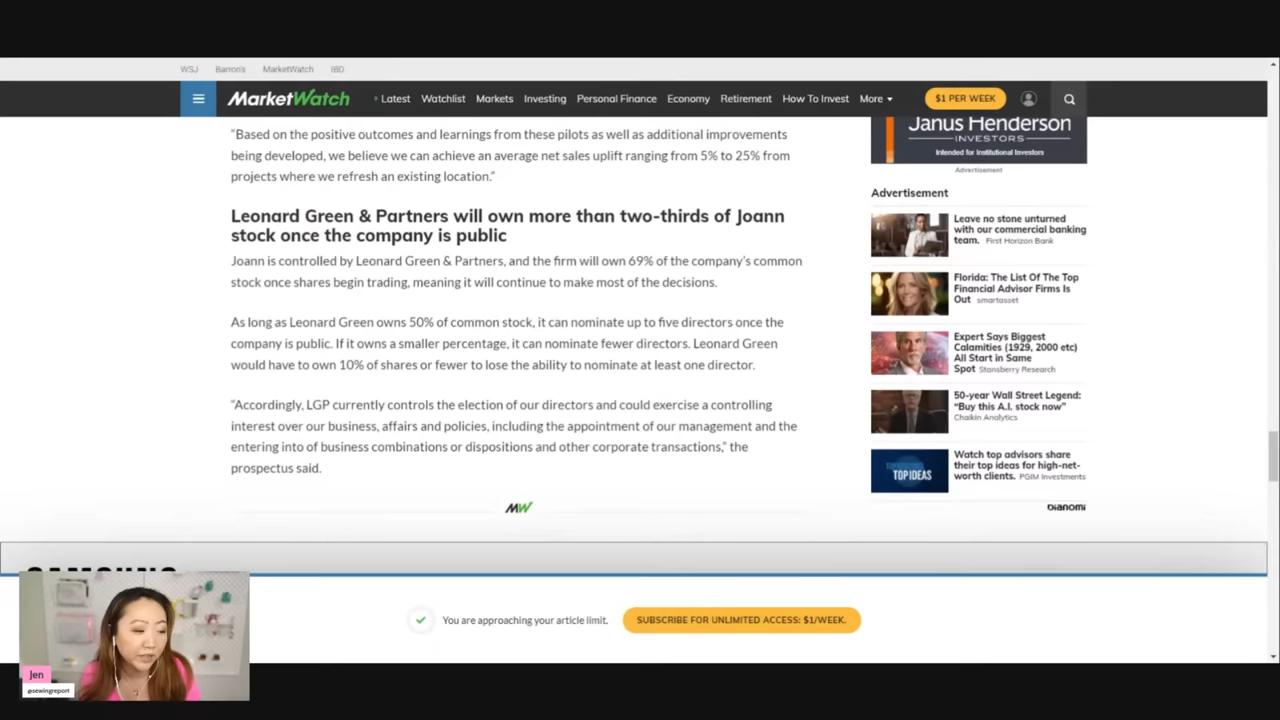 WSJ Barron's MarketWatch IBD
MarketWatch Latest Watchlist Markets Investing Personal Finance Economy Retirement How To Invest More $1 PER WEEK
“Based on the positive outcomes and learnings from these pilots as well as additional improvements
being developed, we believe we can achieve an average net sales uplift ranging from 5% to 25% from
projects where we refresh an existing location.”
Leonard Green & Partners will own more than two-thirds of Joann
stock once the company is public
Joann is controlled by Leonard Green & Partners, and the firm will own 69% of the company’s common
stock once shares begin trading, meaning it will continue to make most of the decisions.
As long as Leonard Green owns 50% of common stock, it can nominate up to five directors once the
company is public. If it owns a smaller percentage, it can nominate fewer directors. Leonard Green
would have to own 10% of shares or fewer to lose the ability to nominate at least one director.
“Accordingly, LGP currently controls the election of our directors and could exercise a controlling
interest over our business, affairs and policies, including the appointment of our management and the
entering into of business combinations or dispositions and other corporate transactions,” the
prospectus said.
MW
Janus Henderson
INVESTORS
Intended for Institutional Investors
Advertisement
Advertisement
Leave no stone unturned
with our commercial banking
team. First Horizon Bank
Florida: The List Of The Top
Financial Advisor Firms Is
Out smartasset
Expert Says Biggest
Calamities (1929, 2000 etc)
All Start in Same
Spot Stansberry Research
50-year Wall Street Legend:
“Buy this A.I. stock now”
Chaikin Analytics
TOP IDEAS
Watch top advisors share
their top ideas for high-net-
worth clients. PGIM Investments
DIANOMI
SAMSUNG
You are approaching your article limit. SUBSCRIBE FOR UNLIMITED ACCESS: $1/WEEK.
Jen
@sewingreport